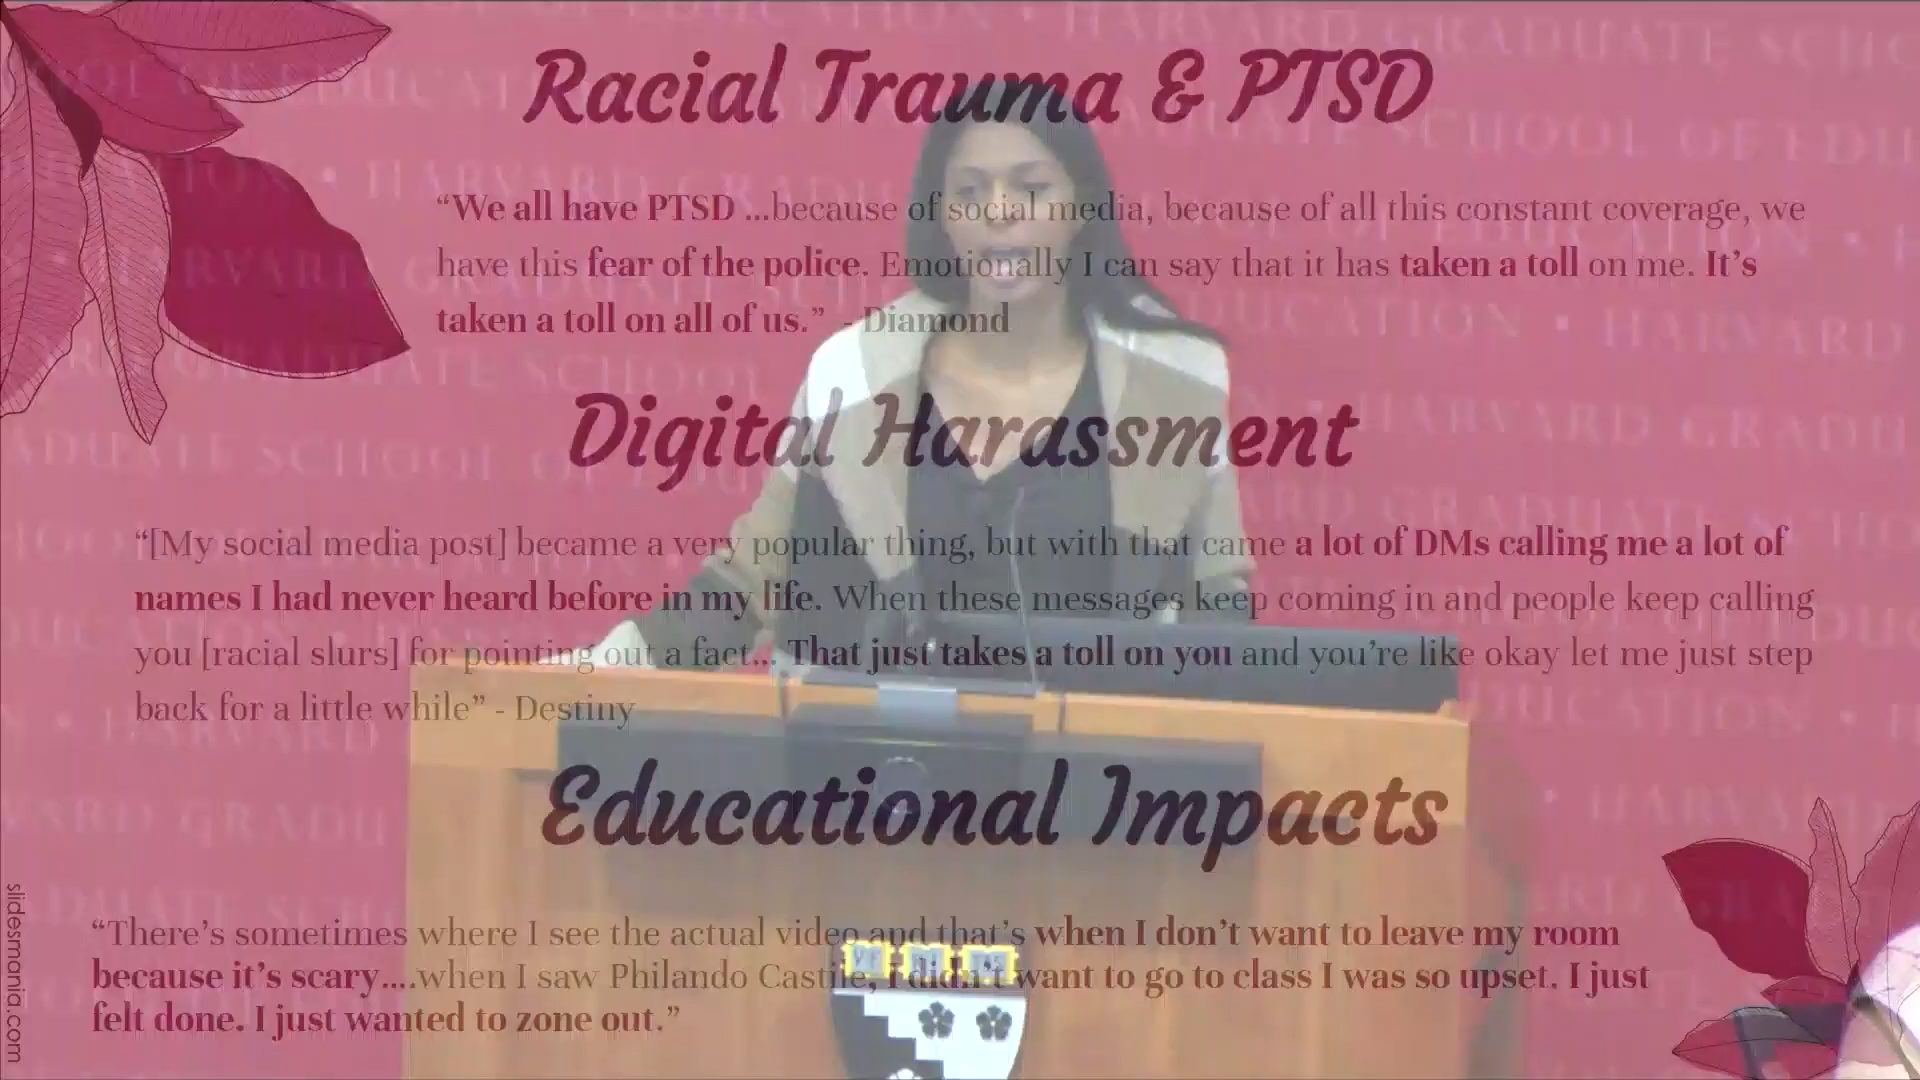 Racial Trauma & PTSD
“We all have PTSD ...because of social media, because of all this constant coverage, we
have this fear of the police. Emotionally I can say that it has taken a toll on me. It’s
taken a toll on all of us.” - Diamond
Digital Harassment
“[My social media post] became a very popular thing, but with that came a lot of DMs calling me a lot of
names I had never heard before in my life. When these messages keep coming in and people keep calling
you [racial slurs] for pointing out a fact... That just takes a toll on you and you’re like okay let me just step
back for a little while” - Destiny
Educational Impacts
“There’s sometimes where I see the actual video and that’s when I don’t want to leave my room
because it’s scary....when I saw Philando Castile, I didn’t want to go to class I was so upset. I just
felt done. I just wanted to zone out.”
slidesmania.com
HARVARD GRADUATE SCHOOL OF EDUCATION